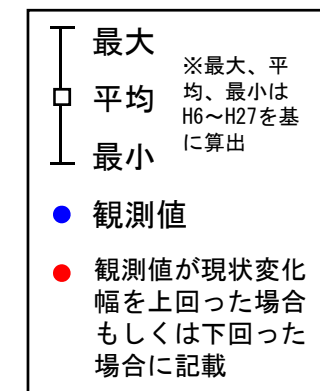 最大
平均
最小
※最大、平
均、最小は
H6~H27を基
に算出
観測値
観測値が現状変化
幅を上回った場合
もしくは下回った
場合に記載